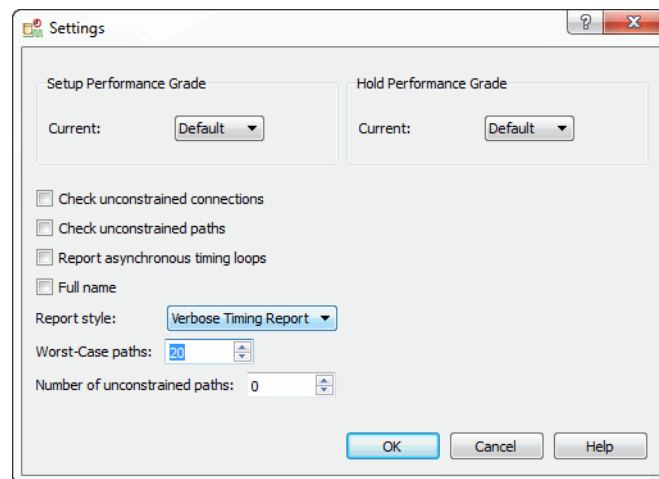 Settings
Setup Performance Grade
Current: Default
Hold Performance Grade
Current: Default
Check unconstrained connections
Check unconstrained paths
Report asynchronous timing loops
Full name
Report style: Verbose Timing Report
Worst-Case paths: 20
Number of unconstrained paths: 0
OK Cancel Help